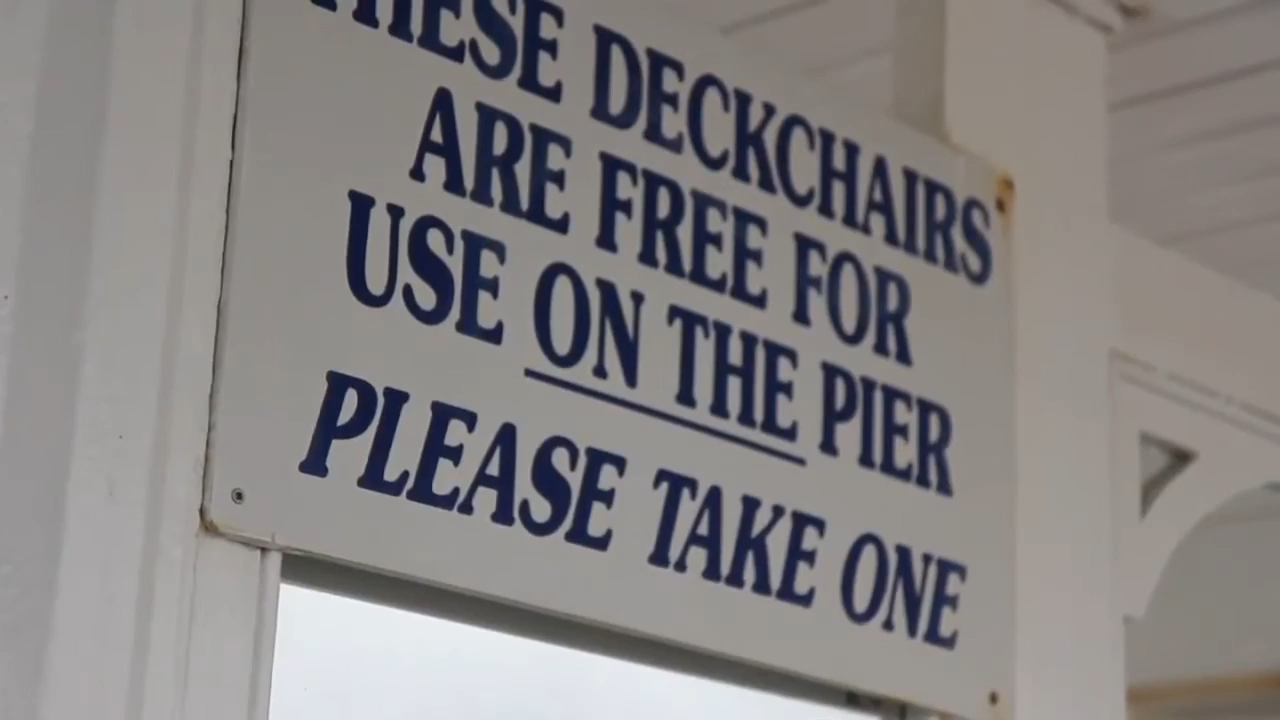 THESE DECKCHAIRS
ARE FREE FOR
USE ON THE PIER
PLEASE TAKE ONE